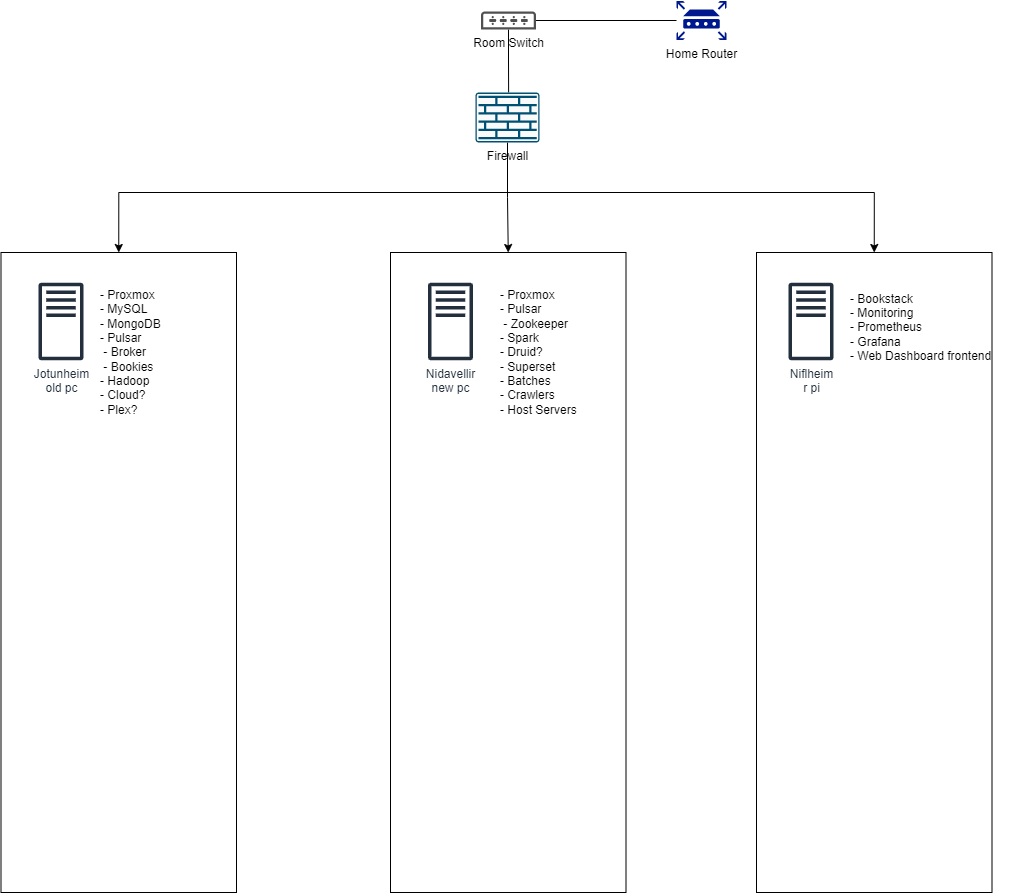 Room Switch
Home Router
Firewall
Jotunheim
old pc
- Proxmox
- MySQL
- MongoDB
- Pulsar
- Broker
- Bookies
- Hadoop
- Cloud?
- Plex?
Nidavellir
new pc
- Proxmox
- Pulsar
- Zookeeper
- Spark
- Druid?
- Superset
- Batches
- Crawlers
- Host Servers
Niflheim
r pi
- Bookstack
- Monitoring
- Prometheus
- Grafana
- Web Dashboard frontend